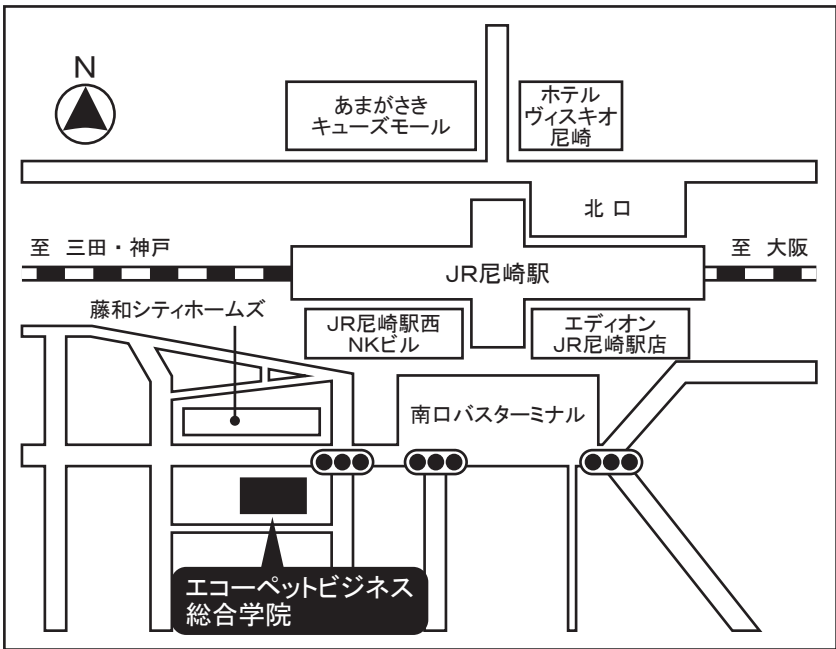 N
あまがさき
キューズモール
ホテル
ヴィスキオ
尼崎
北口
至 三田・神戸
至 大阪
JR尼崎駅
藤和シティホームズ
JR尼崎駅西
NKビル
エディオン
JR尼崎駅店
南口バスターミナル
エコーペットビジネス
総合学院